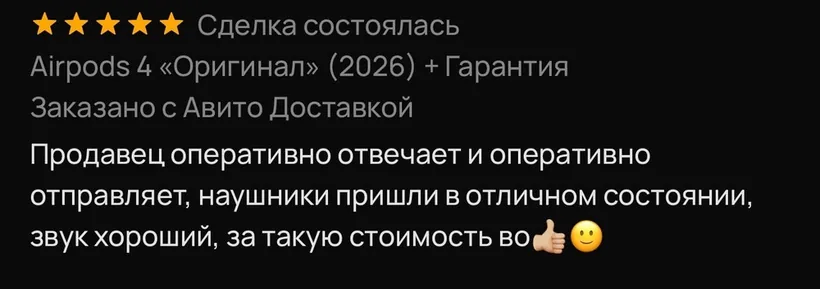 ⭐⭐⭐⭐⭐ Сделка состоялась
Airpods 4 «Оригинал» (2026) + Гарантия
Заказано с Авито Доставкой
Продавец оперативно отвечает и оперативно
отправляет, наушники пришли в отличном состоянии,
звук хороший, за такую стоимость во👍🏼🙂